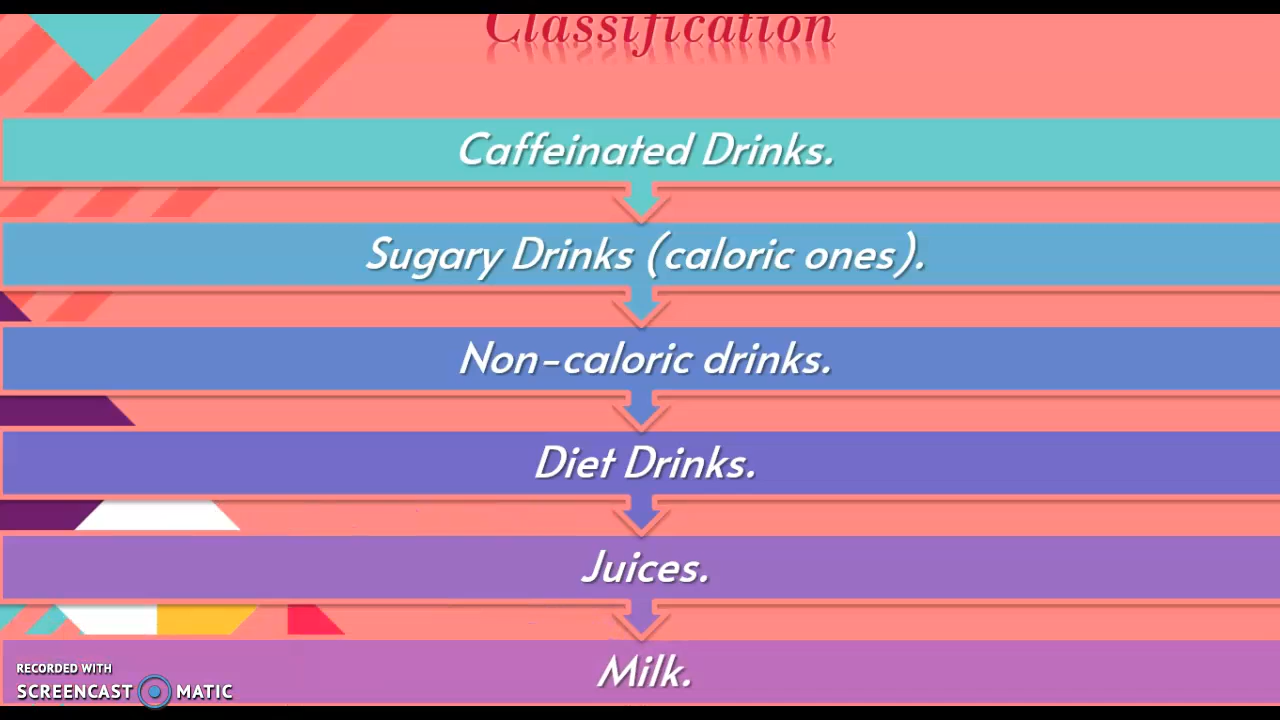 Classification
Caffeinated Drinks.
Sugary Drinks (caloric ones).
Non-caloric drinks.
Diet Drinks.
Juices.
Milk.
RECORDED WITH
SCREENCAST MATIC